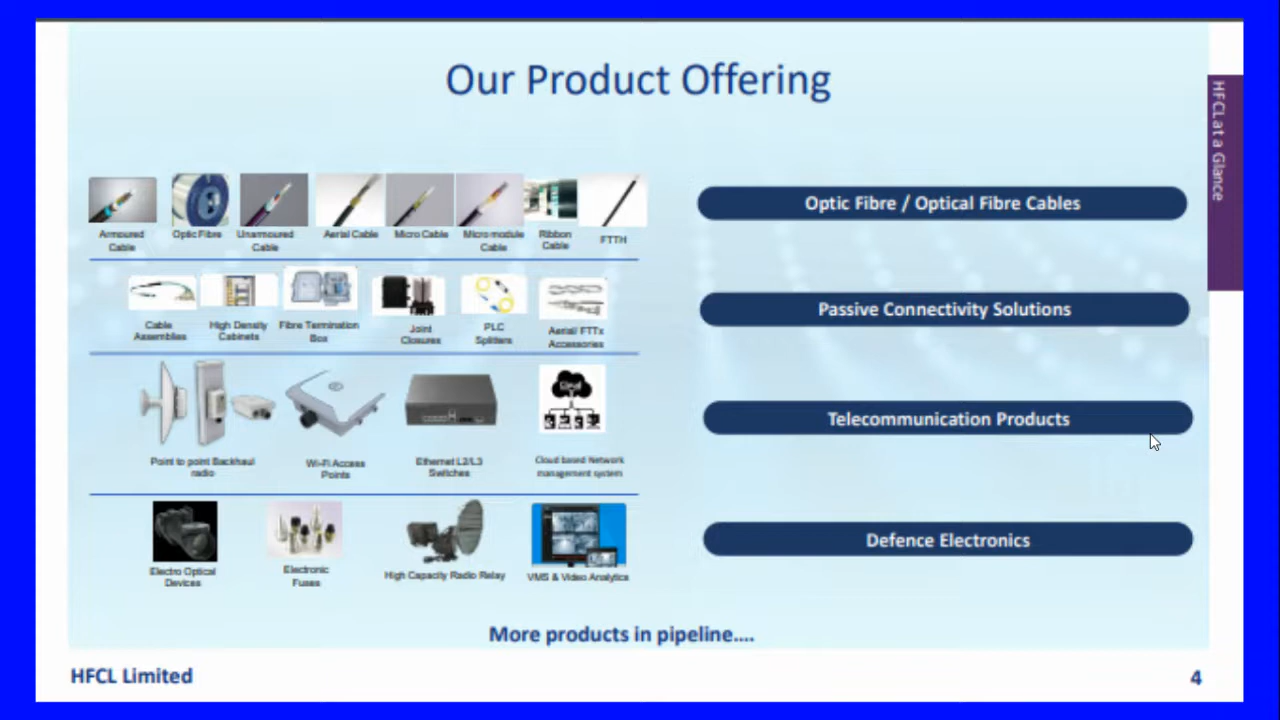 Our Product Offering
HFCL at a Glance
Armoured
Cable
Optic Fibre
Unarmoured
Cable
Aerial Cable
Micro Cable
Micro module
Cable
Ribbon
Cable
FTTH
Optic Fibre / Optical Fibre Cables
Cable
Assemblies
High Density
Cabinets
Fibre Termination
Box
Joint
Closures
PLC
Splitters
Aerial FTTx
Accessories
Passive Connectivity Solutions
Point to point Backhaul
radio
Wi-Fi Access
Points
Ethernet L2/L3
Switches
Cloud
Cloud based Network
management system
Telecommunication Products
Electro Optical
Devices
Electronic
Fuses
High Capacity Radio Relay
VMS & Video Analytics
Defence Electronics
More products in pipeline....
HFCL Limited
4